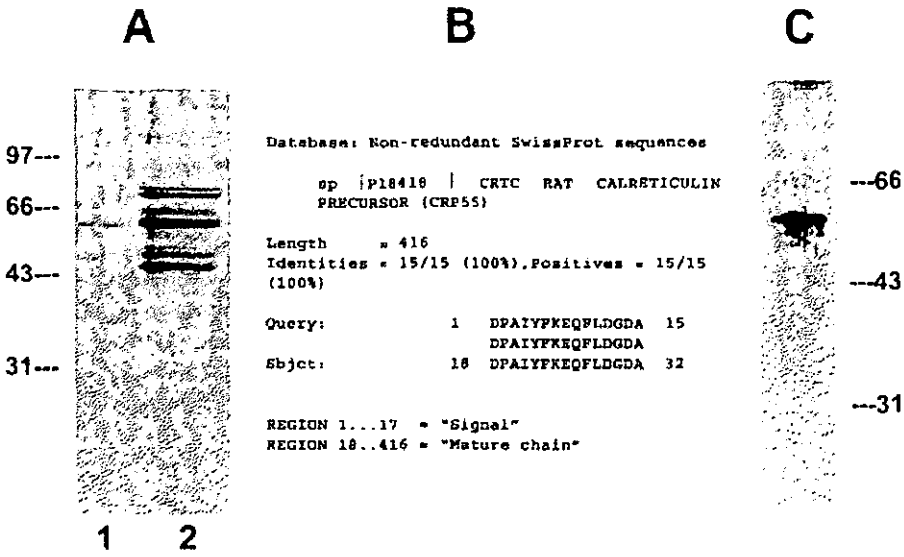 A
B
C
97---
66---
43---
31---
1 2
Database: Non-redundant SwissProt sequences
sp |P18418 | CRTC RAT CALRETICULIN
PRECURSOR (CRP55)
Length = 416
Identities = 15/15 (100%), Positives = 15/15
(100%)
Query: 1 DPAIYFKEQFLDGDA 15
DPAIYFKEQFLDGDA
Sbjct: 18 DPAIYFKEQFLDGDA 32
REGION 1...17 = "Signal"
REGION 18..416 = "Mature chain"
---66
---43
---31